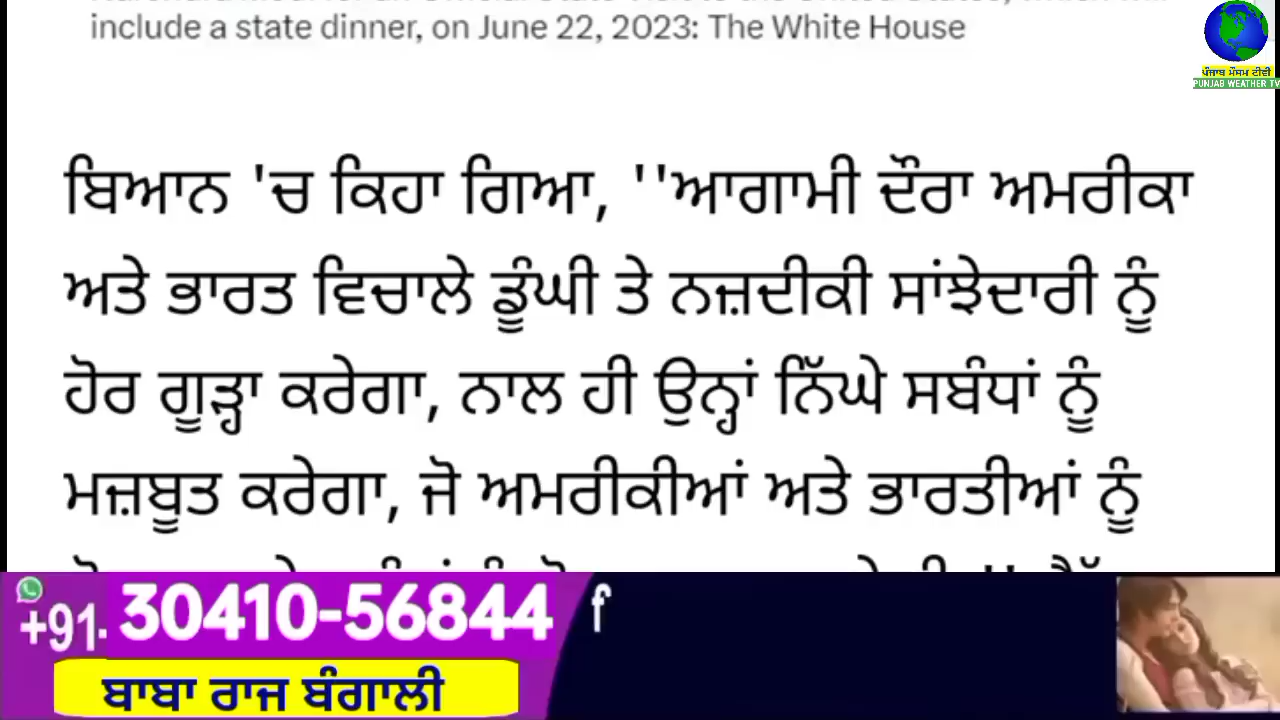 include a state dinner, on June 22, 2023: The White House
ਪੰਜਾਬ ਮੌਸਮ ਟੀਵੀ
PUNJAB WEATHER TV
ਬਿਆਨ 'ਚ ਕਿਹਾ ਗਿਆ, ''ਆਗਾਮੀ ਦੌਰਾ ਅਮਰੀਕਾ
ਅਤੇ ਭਾਰਤ ਵਿਚਾਲੇ ਡੂੰਘੀ ਤੇ ਨਜ਼ਦੀਕੀ ਸਾਂਝੇਦਾਰੀ ਨੂੰ
ਹੋਰ ਗੂੜ੍ਹਾ ਕਰੇਗਾ, ਨਾਲ ਹੀ ਉਨ੍ਹਾਂ ਨਿੱਘੇ ਸਬੰਧਾਂ ਨੂੰ
ਮਜ਼ਬੂਤ ਕਰੇਗਾ, ਜੋ ਅਮਰੀਕੀਆਂ ਅਤੇ ਭਾਰਤੀਆਂ ਨੂੰ
+91- 30410-56844 f
ਬਾਬਾ ਰਾਜ ਬੰਗਾਲੀ